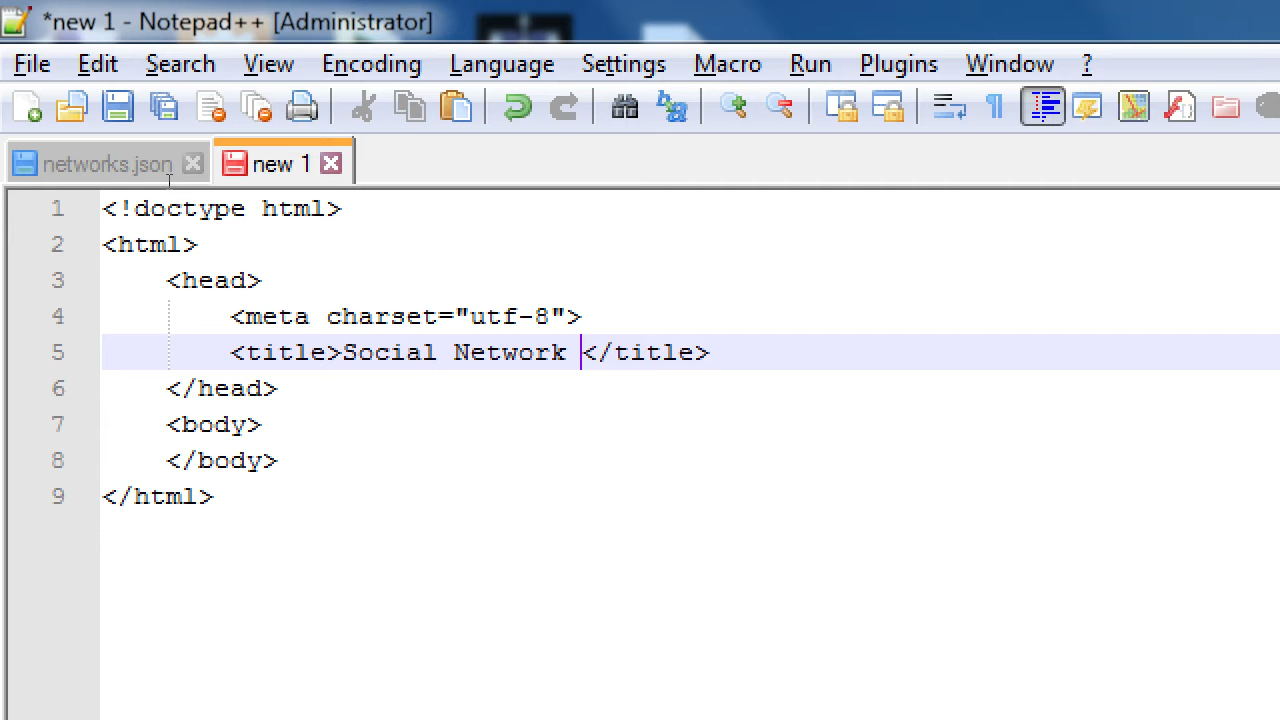 *new 1 - Notepad++ [Administrator]
File Edit Search View Encoding Language Settings Macro Run Plugins Window ?
networks.json new 1
1 <!doctype html>
2 <html>
3 <head>
4 <meta charset="utf-8">
5 <title>Social Network </title>
6 </head>
7 <body>
8 </body>
9 </html>